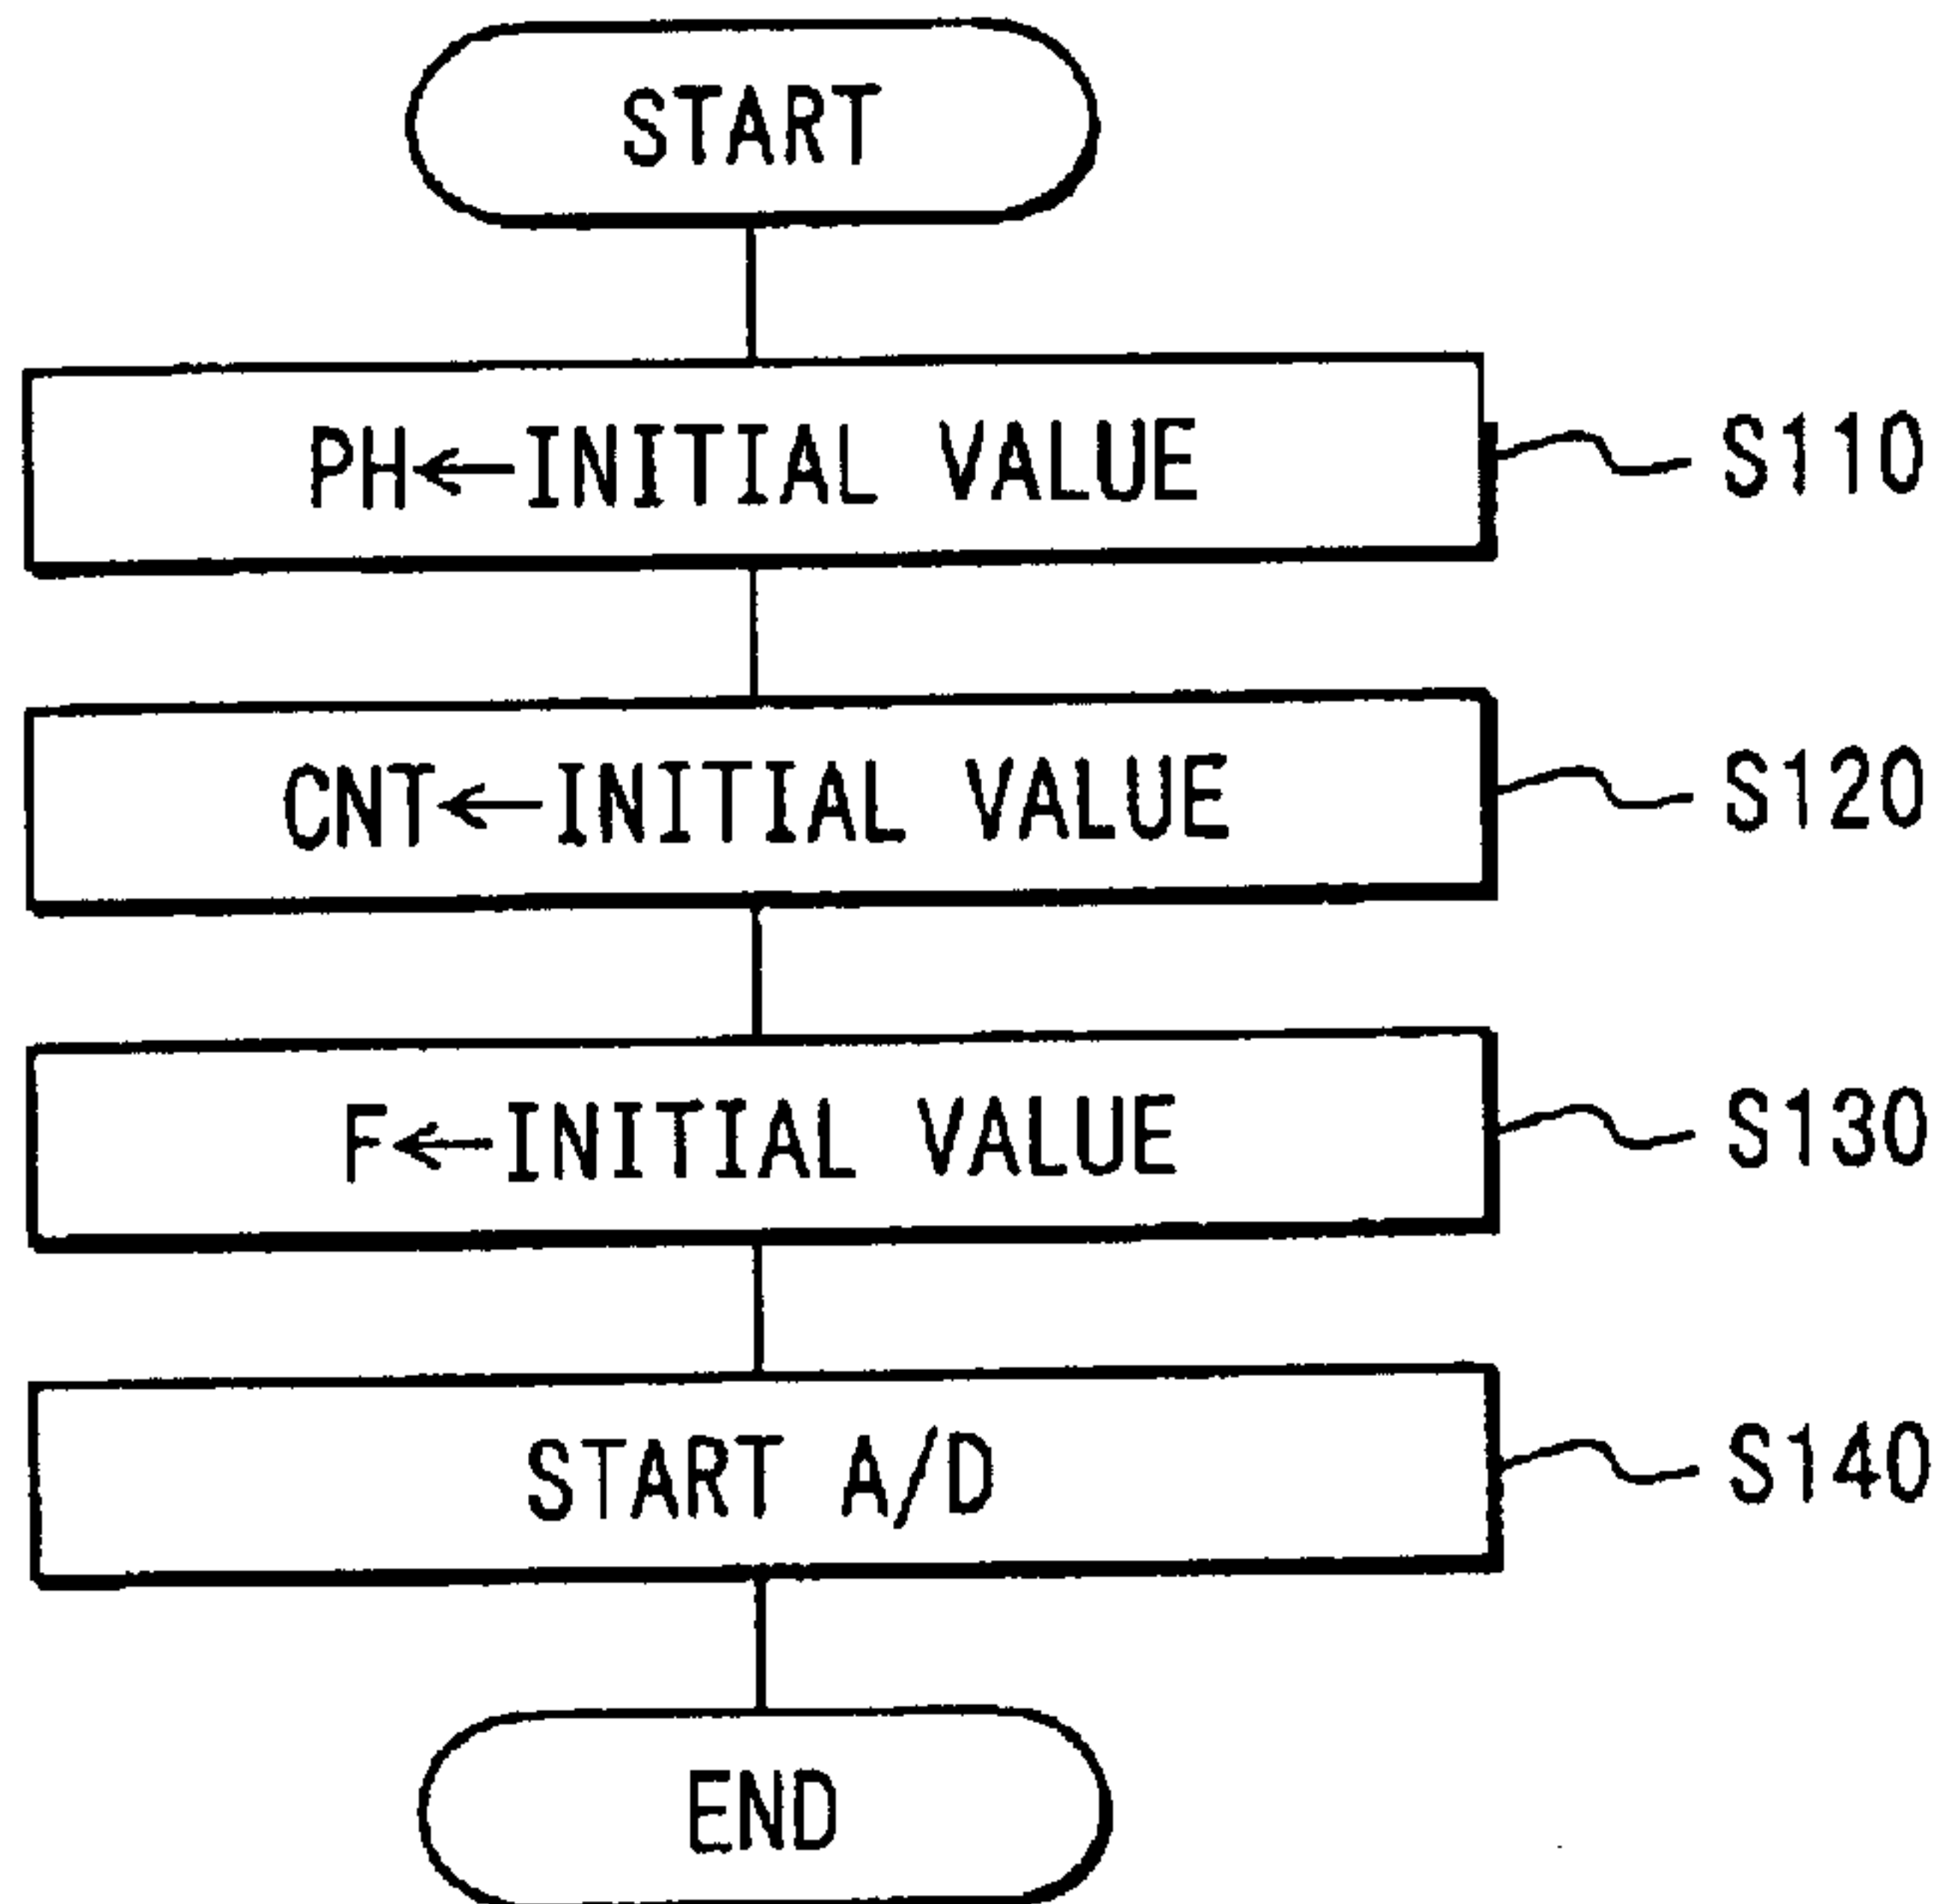 START
PH←INITIAL VALUE S110
CNT←INITIAL VALUE S120
F←INITIAL VALUE S130
START A/D S140
END